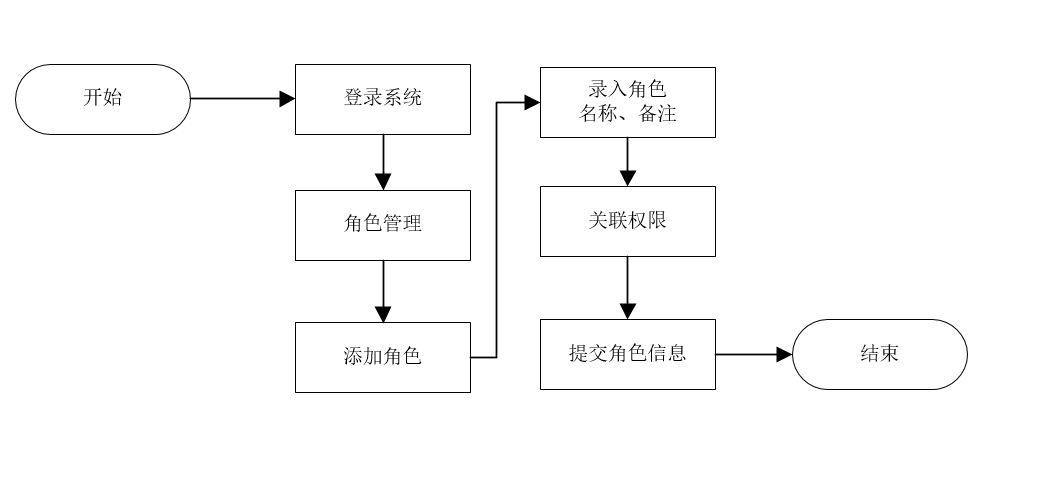 开始
登录系统
角色管理
添加角色
录入角色
名称、备注
关联权限
提交角色信息
结束